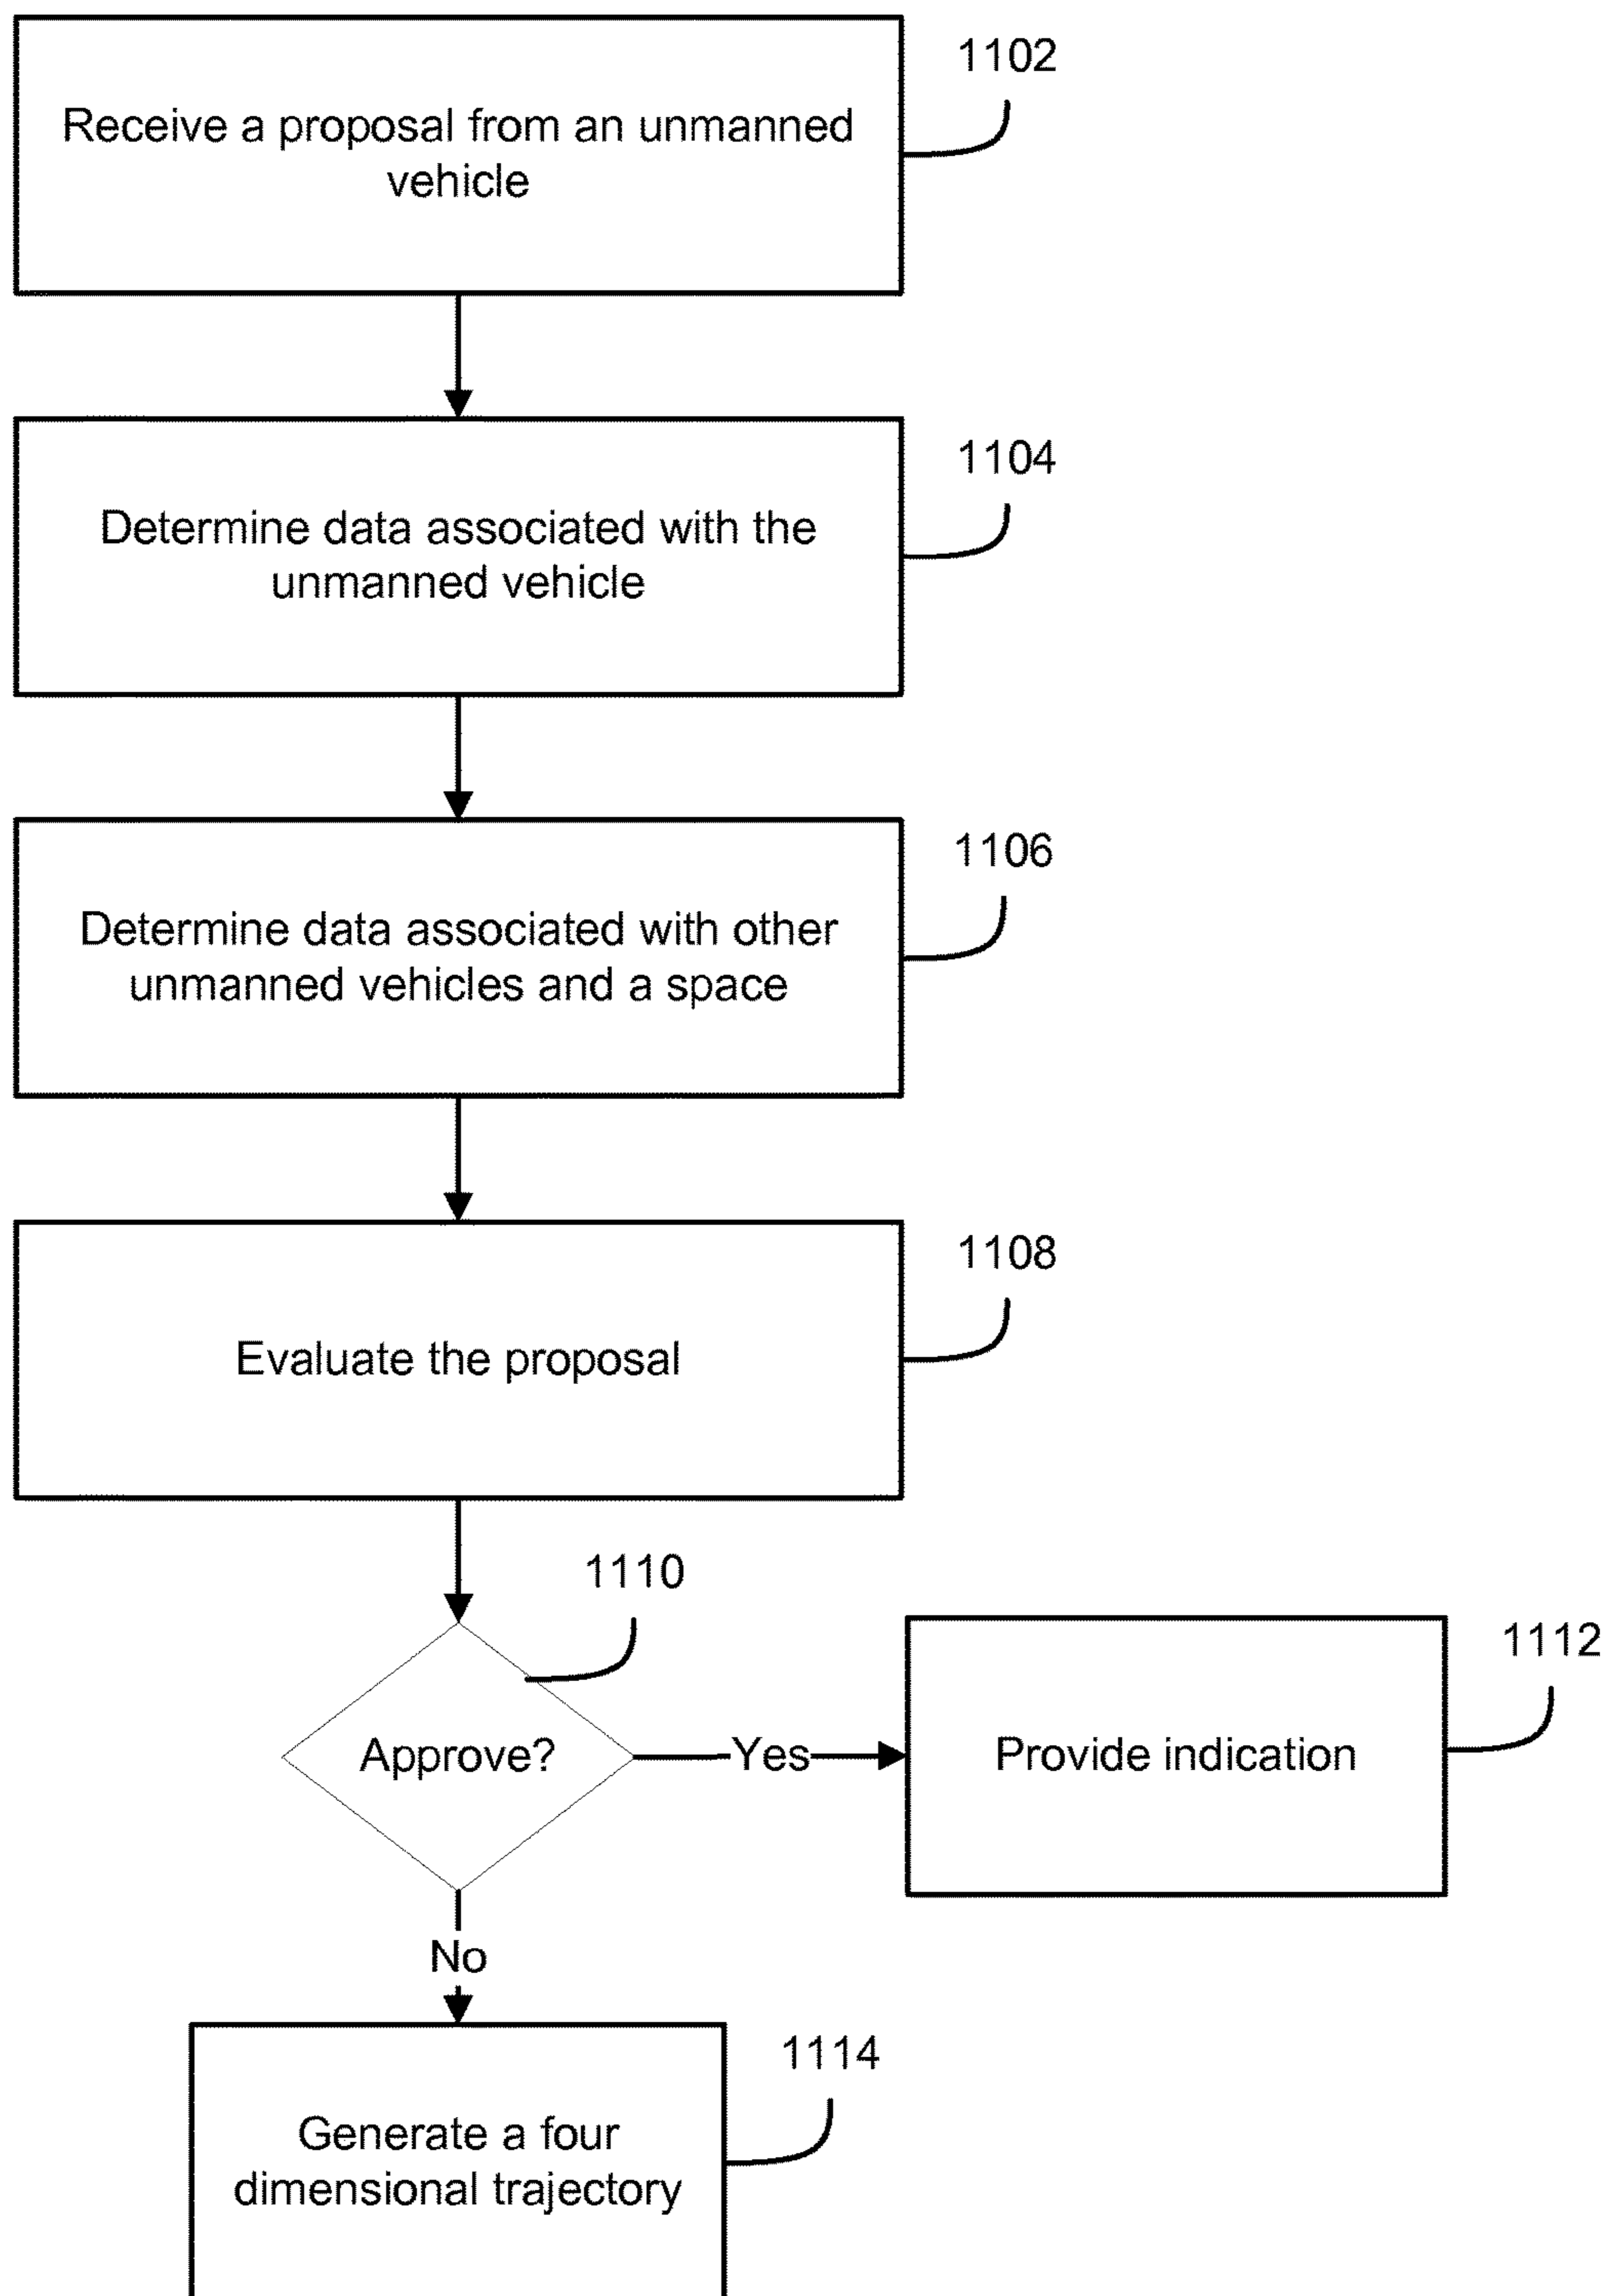 1102
Receive a proposal from an unmanned
vehicle
1104
Determine data associated with the
unmanned vehicle
1106
Determine data associated with other
unmanned vehicles and a space
1108
Evaluate the proposal
1110
Approve?
Yes
1112
Provide indication
No
1114
Generate a four
dimensional trajectory